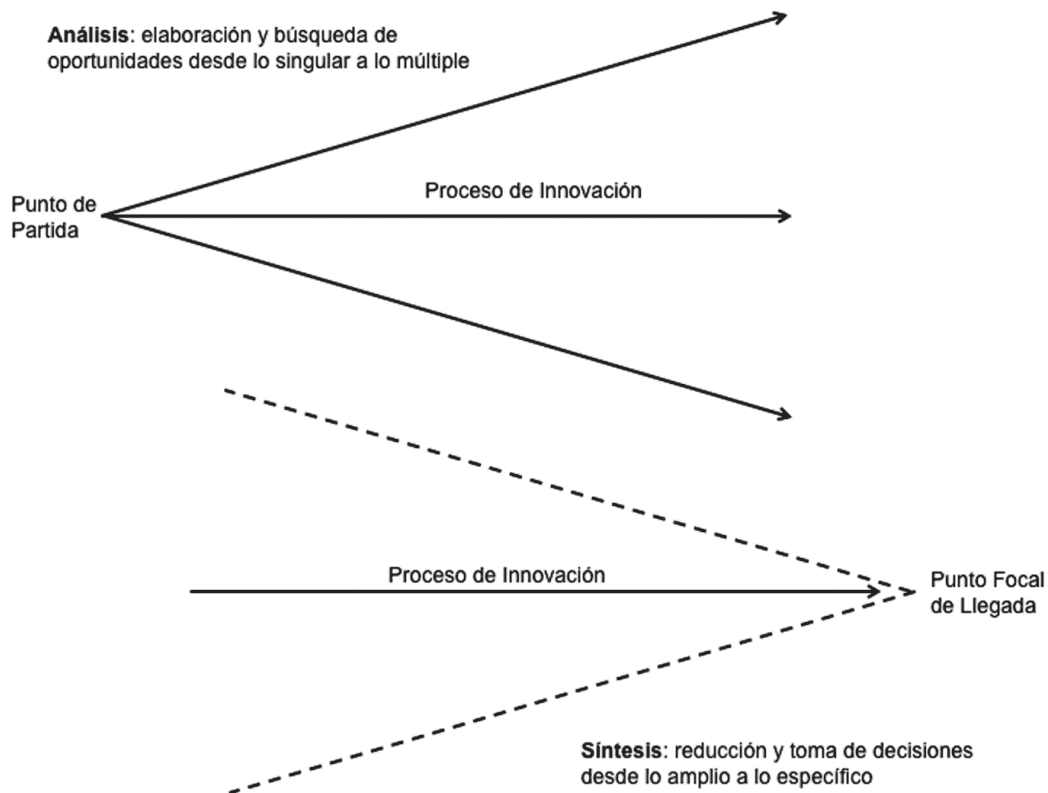 Análisis: elaboración y búsqueda de
oportunidades desde lo singular a lo múltiple
Punto de
Partida
Proceso de Innovación
Proceso de Innovación
Punto Focal
de Llegada
Síntesis: reducción y toma de decisiones
desde lo amplio a lo específico